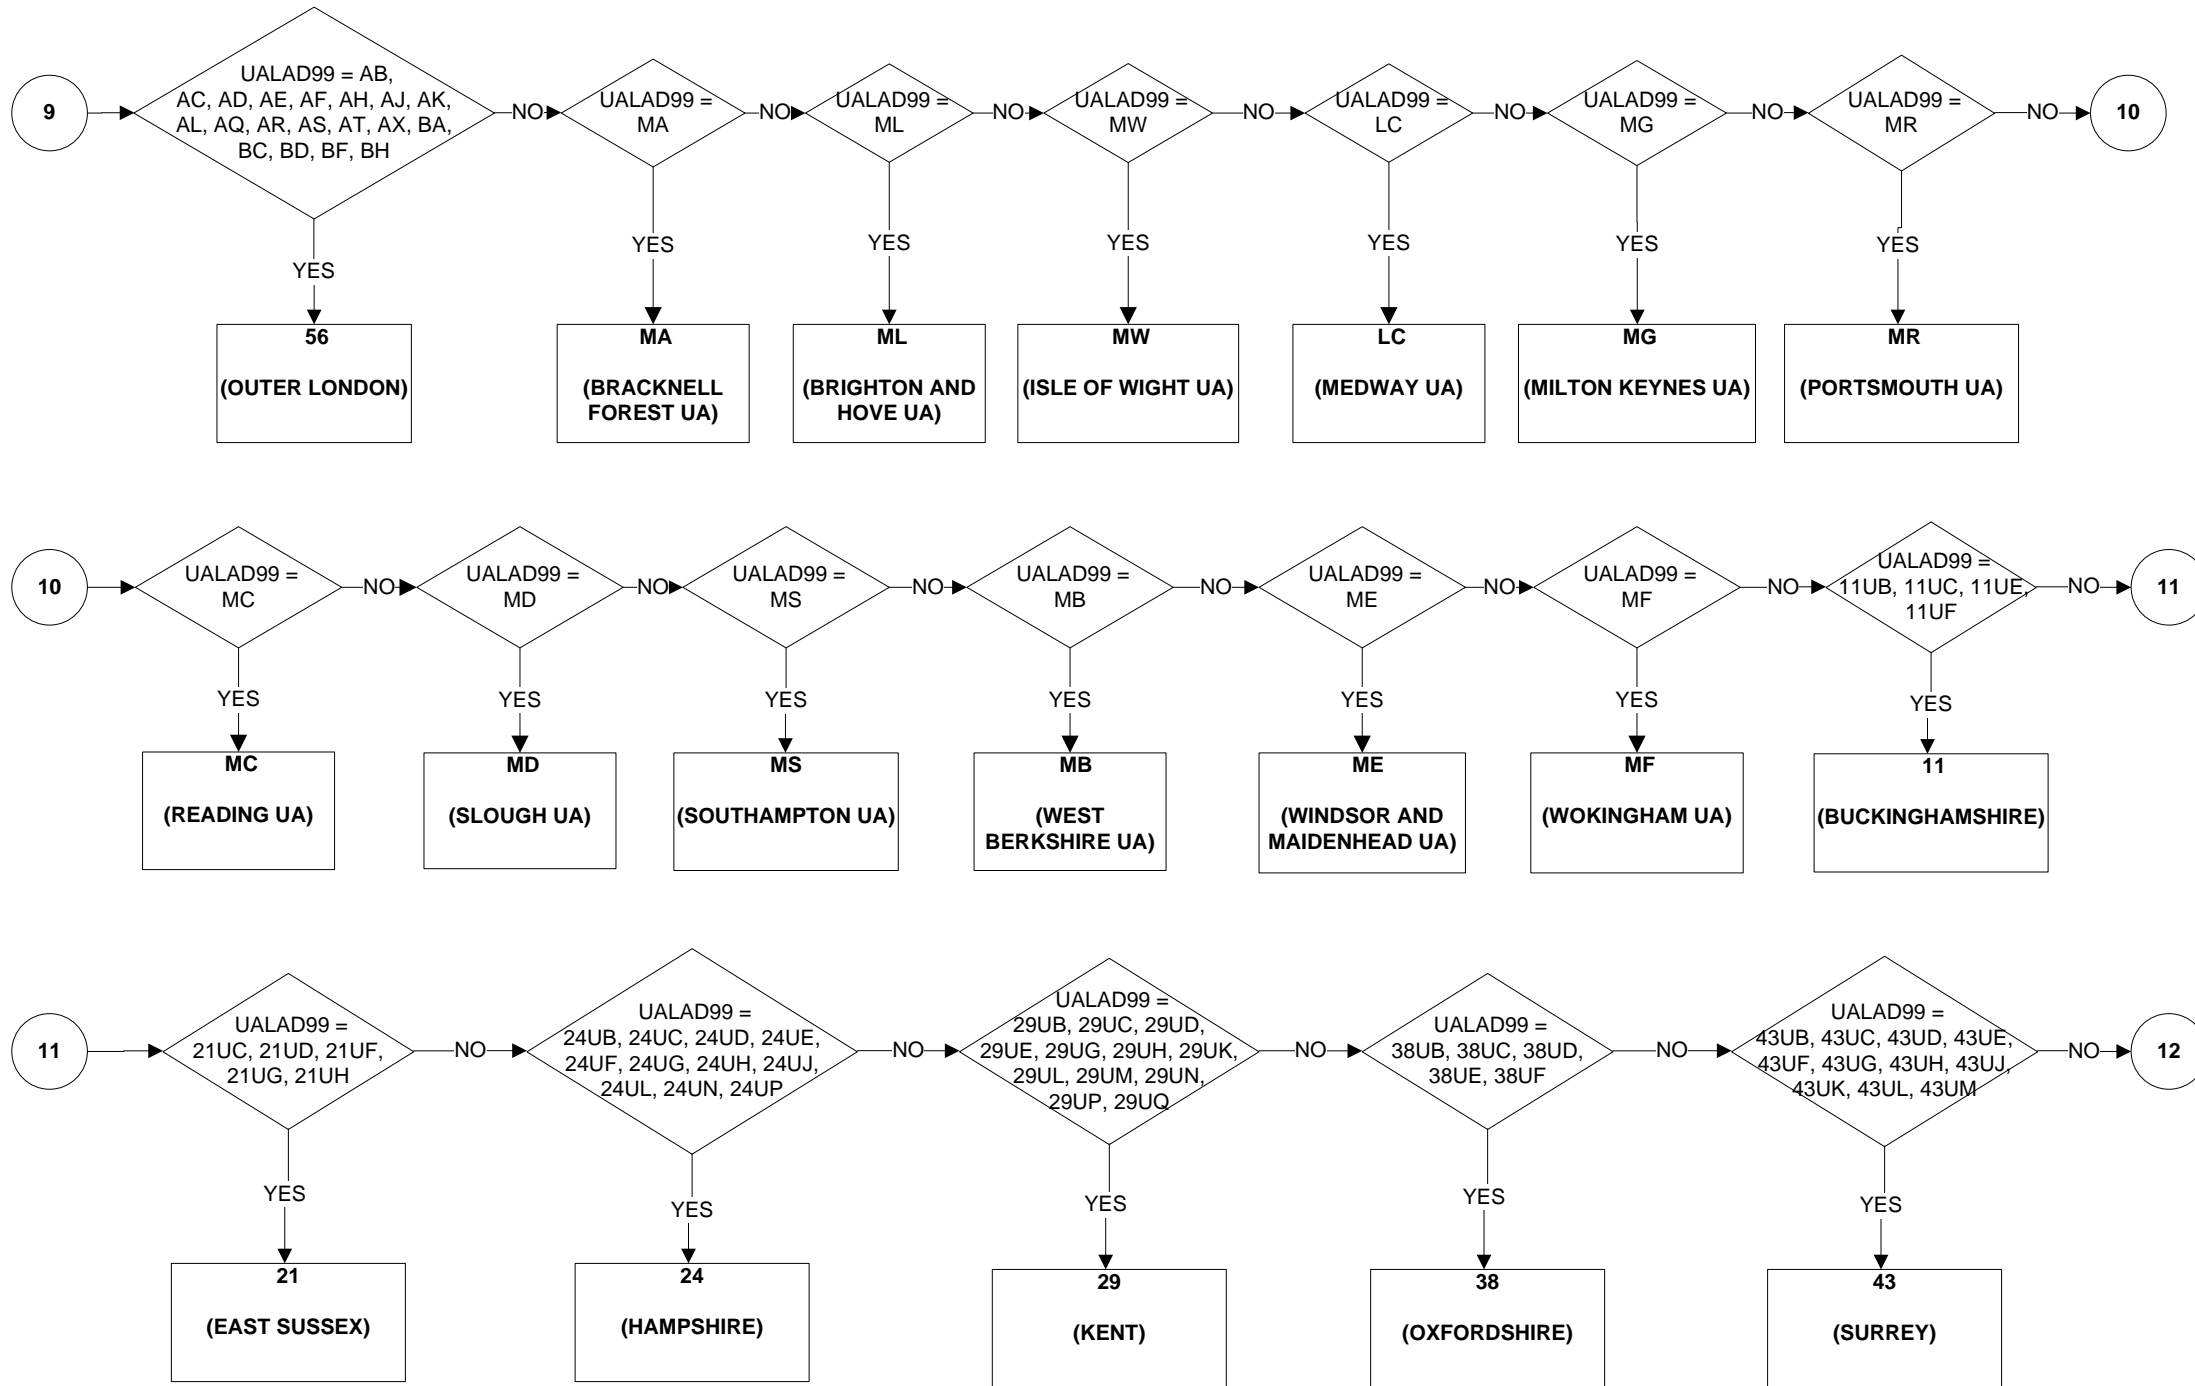 9
UALAD99 = AB,
AC, AD, AE, AF, AH, AJ, AK,
AL, AQ, AR, AS, AT, AX, BA,
BC, BD, BF, BH
NO
UALAD99 =
MA
NO
UALAD99 =
ML
NO
UALAD99 =
MW
NO
UALAD99 =
LC
NO
UALAD99 =
MG
NO
UALAD99 =
MR
NO
10
YES
YES
YES
YES
YES
YES
YES
56
(OUTER LONDON)
MA
(BRACKNELL
FOREST UA)
ML
(BRIGHTON AND
HOVE UA)
MW
(ISLE OF WIGHT UA)
LC
(MEDWAY UA)
MG
(MILTON KEYNES UA)
MR
(PORTSMOUTH UA)
10
UALAD99 =
MC
NO
UALAD99 =
MD
NO
UALAD99 =
MS
NO
UALAD99 =
MB
NO
UALAD99 =
ME
NO
UALAD99 =
MF
NO
UALAD99 =
11UB, 11UC, 11UE,
11UF
NO
11
YES
YES
YES
YES
YES
YES
YES
MC
(READING UA)
MD
(SLOUGH UA)
MS
(SOUTHAMPTON UA)
MB
(WEST
BERKSHIRE UA)
ME
(WINDSOR AND
MAIDENHEAD UA)
MF
(WOKINGHAM UA)
11
(BUCKINGHAMSHIRE)
11
UALAD99 =
21UC, 21UD, 21UF,
21UG, 21UH
NO
UALAD99 =
24UB, 24UC, 24UD, 24UE,
24UF, 24UG, 24UH, 24UJ,
24UL, 24UN, 24UP
NO
UALAD99 =
29UB, 29UC, 29UD,
29UE, 29UG, 29UH, 29UK,
29UL, 29UM, 29UN,
29UP, 29UQ
NO
UALAD99 =
38UB, 38UC, 38UD,
38UE, 38UF
NO
UALAD99 =
43UB, 43UC, 43UD, 43UE,
43UF, 43UG, 43UH, 43UJ,
43UK, 43UL, 43UM
NO
12
YES
YES
YES
YES
YES
21
(EAST SUSSEX)
24
(HAMPSHIRE)
29
(KENT)
38
(OXFORDSHIRE)
43
(SURREY)